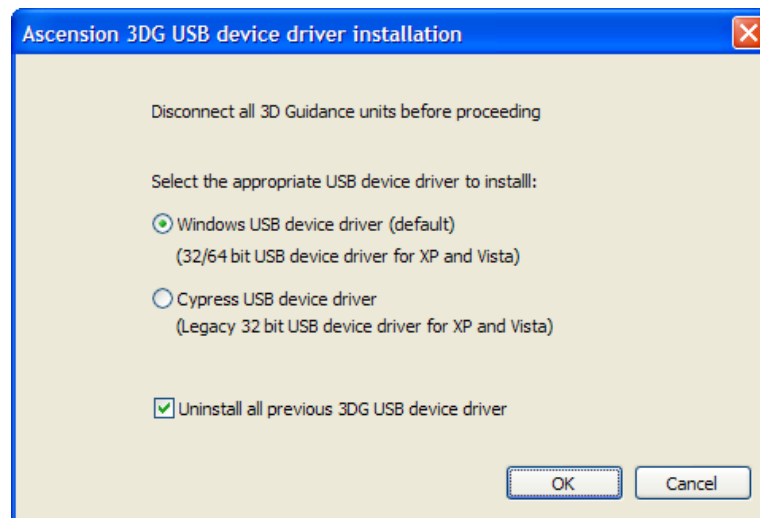 Ascension 3DG USB device driver installation
Disconnect all 3D Guidance units before proceeding
Select the appropriate USB device driver to installl:
Windows USB device driver (default)
(32/64 bit USB device driver for XP and Vista)
Cypress USB device driver
(Legacy 32 bit USB device driver for XP and Vista)
Uninstall all previous 3DG USB device driver
OK Cancel